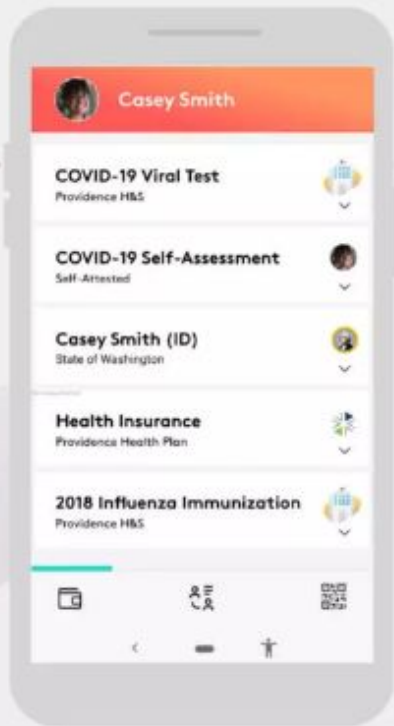 Casey Smith
COVID-19 Viral Test
Providence H&S
COVID-19 Self-Assessment
Self-Attested
Casey Smith (ID)
State of Washington
Health Insurance
Providence Health Plan
2018 Influenza Immunization
Providence H&S